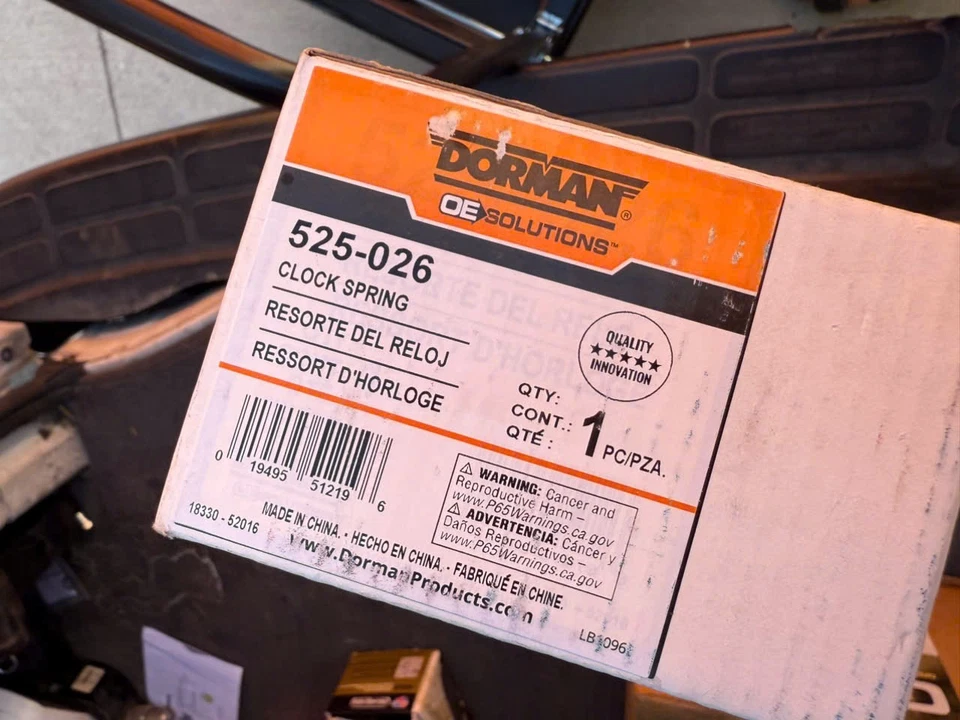 DORMAN®
OE SOLUTIONS™
525-026
CLOCK SPRING
RESORTE DEL RELOJ
RESSORT D'HORLOGE
QUALITY
★★★★★
INNOVATION
QTY:
CONT.:
QTÉ :
1 PC/PZA.
0 19495 51219 6
⚠ WARNING: Cancer and
Reproductive Harm –
www.P65Warnings.ca.gov
⚠ ADVERTENCIA: Cáncer y
Daños Reproductivos –
www.P65Warnings.ca.gov
18330 - 52016
MADE IN CHINA. · HECHO EN CHINA. · FABRIQUÉ EN CHINE.
www.DormanProducts.com